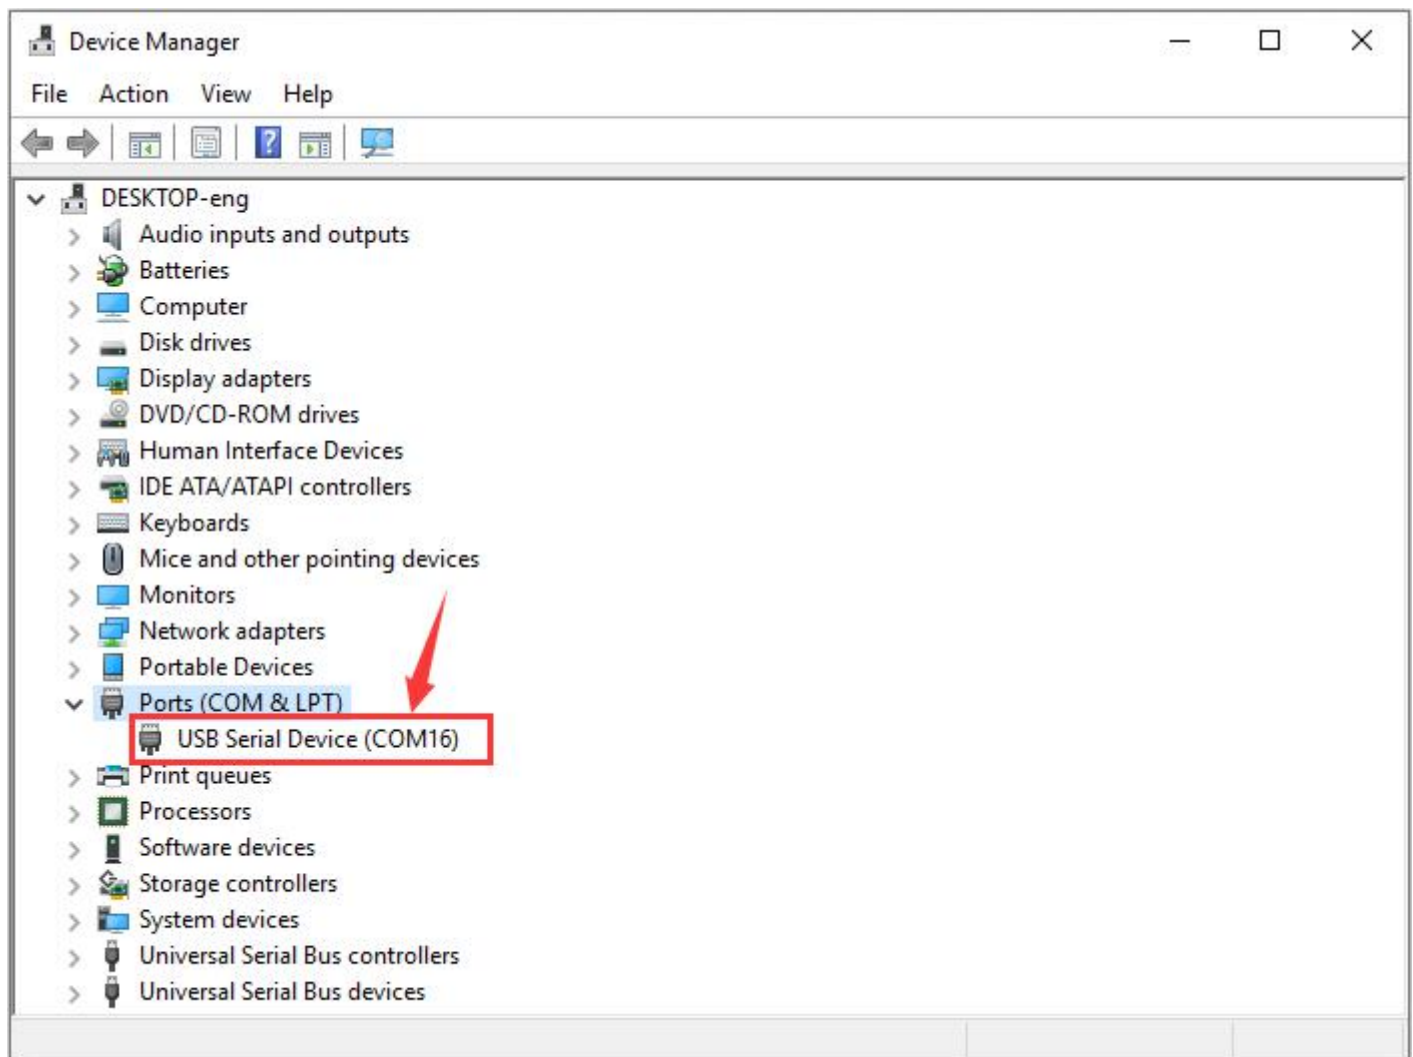 Device Manager
File Action View Help
DESKTOP-eng
Audio inputs and outputs
Batteries
Computer
Disk drives
Display adapters
DVD/CD-ROM drives
Human Interface Devices
IDE ATA/ATAPI controllers
Keyboards
Mice and other pointing devices
Monitors
Network adapters
Portable Devices
Ports (COM & LPT)
USB Serial Device (COM16)
Print queues
Processors
Software devices
Storage controllers
System devices
Universal Serial Bus controllers
Universal Serial Bus devices